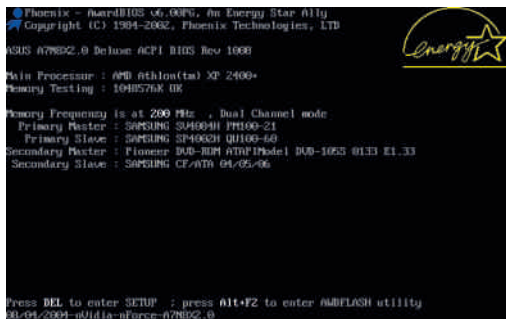 Phoenix - AwardBIOS v6.00PG, An Energy Star Ally
Copyright (C) 1984-2002, Phoenix Technologies, LTD
energy
ASUS A7N8X2.0 Deluxe ACPI BIOS Rev 1008
Main Processor : AMD Athlon(tm) XP 2400+
Memory Testing : 1048576K OK
Memory Frequency is at 200 MHz , Dual Channel mode
Primary Master : SAMSUNG SV4084H PM100-21
Primary Slave : SAMSUNG SP4002H QU100-60
Secondary Master : Pioneer DVD-ROM ATAPIModel DVD-105S 0133 E1.33
Secondary Slave : SAMSUNG CF/ATA 04/05/06
Press DEL to enter SETUP ; press Alt+F2 to enter AWDFLASH utility
08/04/2004-nVidia-nForce-A7N8X2.0